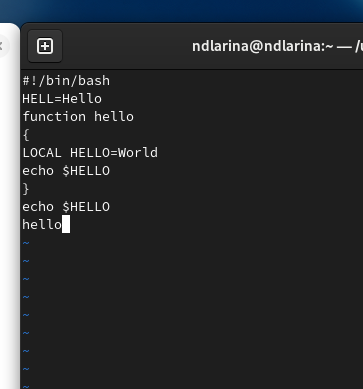 ndlarina@ndlarina:~ —
#!/bin/bash
HELL=Hello
function hello
{
LOCAL HELLO=World
echo $HELLO
}
echo $HELLO
hello
~
~
~
~
~
~
~
~
~